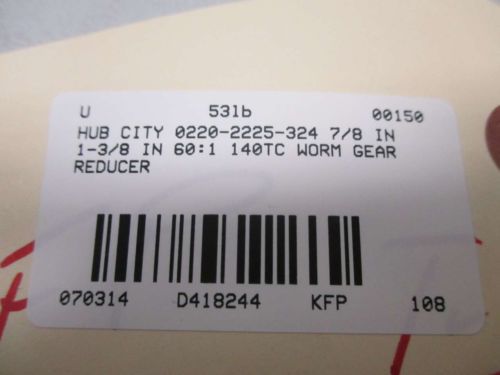 U 53lb 00150
HUB CITY 0220-2225-324 7/8 IN
1-3/8 IN 60:1 140TC WORM GEAR
REDUCER
070314 D418244 KFP 108